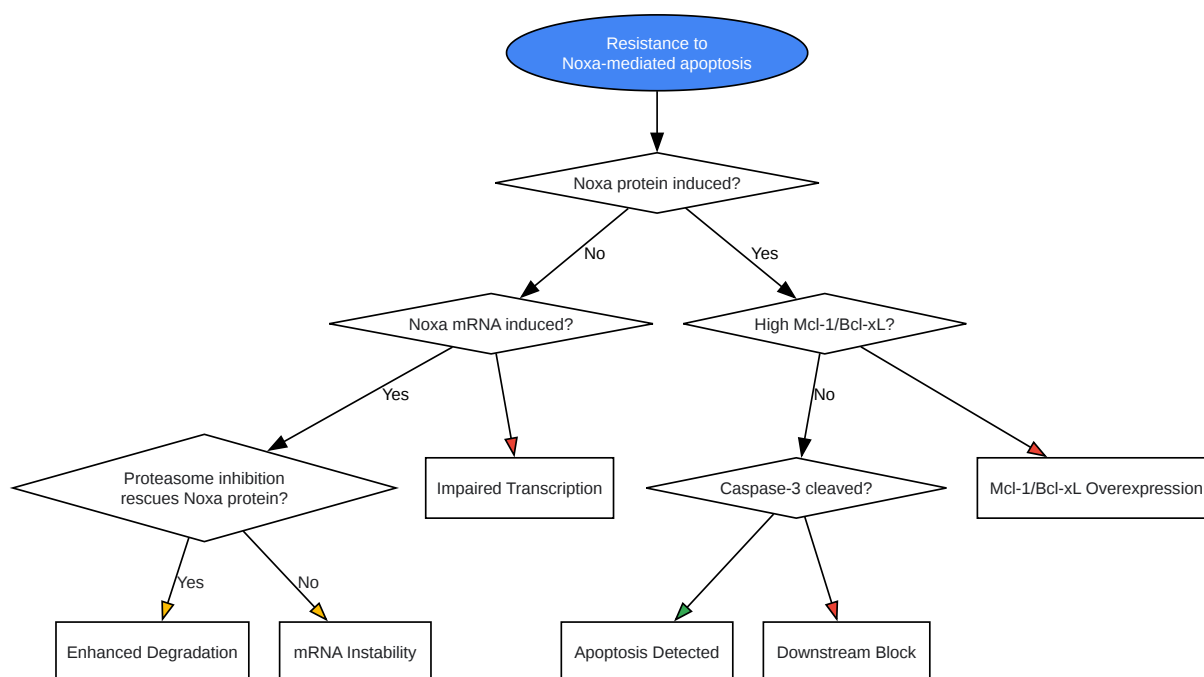 Resistance to
Noxa-mediated apoptosis
Noxa protein induced?
No
Yes
Noxa mRNA induced?
High Mcl-1/Bcl-xL?
Yes
No
Proteasome inhibition
rescues Noxa protein?
Impaired Transcription
Caspase-3 cleaved?
Mcl-1/Bcl-xL Overexpression
Yes
No
Enhanced Degradation
mRNA Instability
Apoptosis Detected
Downstream Block